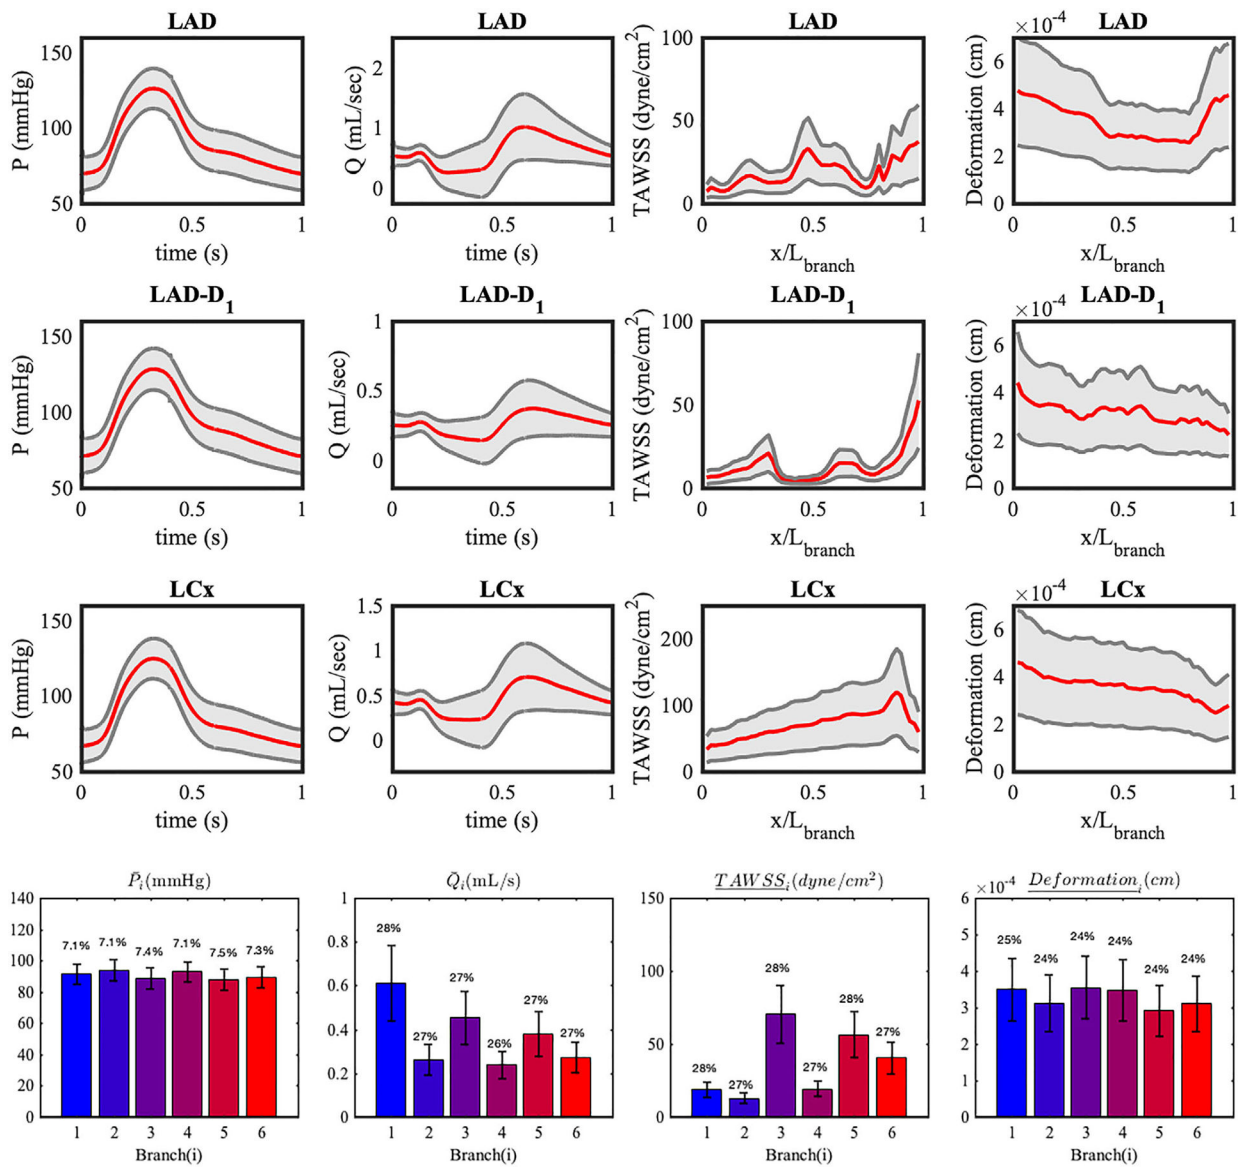 LAD
150
100
50
P (mmHg)
0
0.5
1
time (s)
LAD
2
1
0
Q (mL/sec)
0
0.5
1
time (s)
LAD
100
50
0
TAWSS (dyne/cm²)
0
0.5
1
x/L_branch
LAD
×10⁻⁴
6
4
2
0
Deformation (cm)
0
0.5
1
x/L_branch
LAD-D₁
150
100
50
P (mmHg)
0
0.5
1
time (s)
LAD-D₁
1
0.5
0
Q (mL/sec)
0
0.5
1
time (s)
LAD-D₁
100
50
0
TAWSS (dyne/cm²)
0
0.5
1
x/L_branch
LAD-D₁
×10⁻⁴
6
4
2
0
Deformation (cm)
0
0.5
1
x/L_branch
LCx
150
100
50
P (mmHg)
0
0.5
1
time (s)
LCx
1.5
1
0.5
0
Q (mL/sec)
0
0.5
1
time (s)
LCx
200
100
0
TAWSS (dyne/cm²)
0
0.5
1
x/L_branch
LCx
×10⁻⁴
6
4
2
0
Deformation (cm)
0
0.5
1
x/L_branch
P̄ᵢ(mmHg)
140
120
100
80
60
40
20
0
7.1% 7.1% 7.4% 7.1% 7.5% 7.3%
1 2 3 4 5 6
Branch(i)
Q̄ᵢ(mL/s)
1
0.8
0.6
0.4
0.2
0
28% 27% 27% 26% 27% 27%
1 2 3 4 5 6
Branch(i)
TAWSSᵢ(dyne/cm²)
150
100
50
0
28% 27% 28% 27% 28% 27%
1 2 3 4 5 6
Branch(i)
Deformationᵢ(cm)
×10⁻⁴
6
5
4
3
2
1
0
25% 24% 24% 24% 24% 24%
1 2 3 4 5 6
Branch(i)